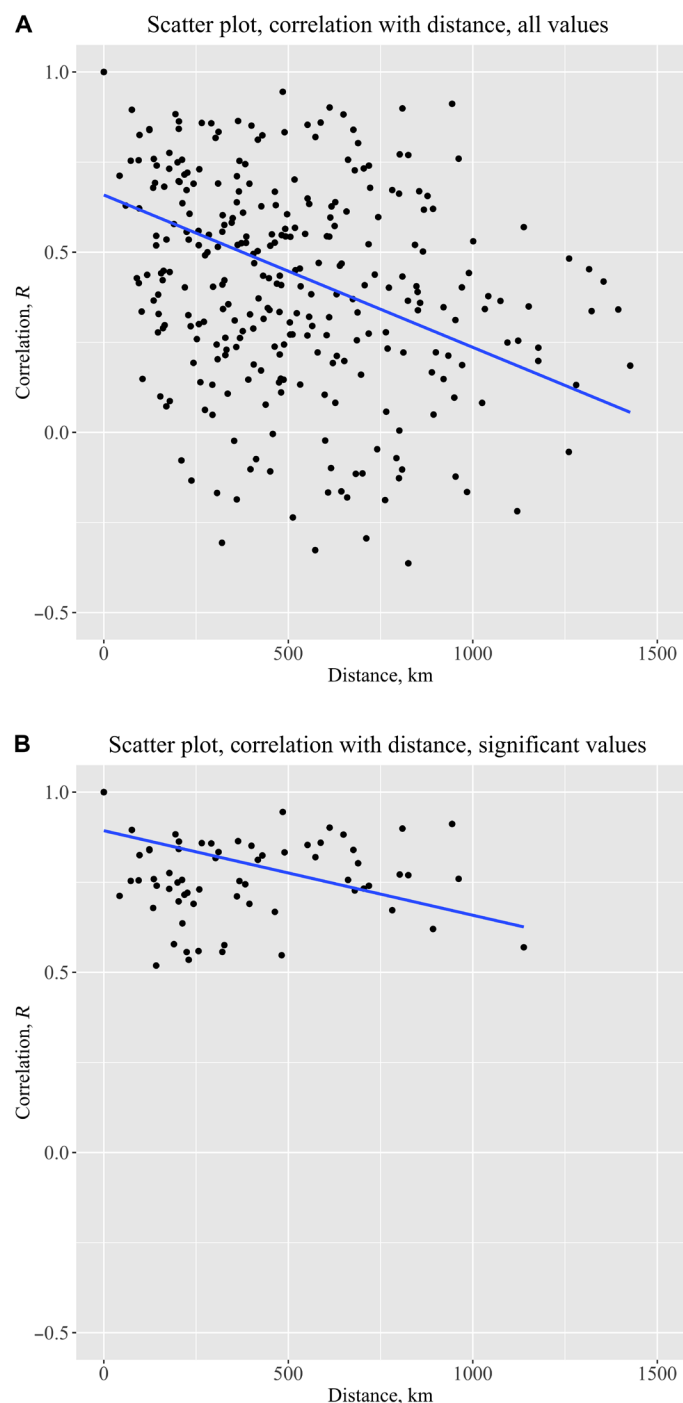 A
Scatter plot, correlation with distance, all values
1.0
0.5
0.0
−0.5
Correlation, R
0 500 1000 1500
Distance, km
B
Scatter plot, correlation with distance, significant values
1.0
0.5
0.0
−0.5
Correlation, R
0 500 1000 1500
Distance, km